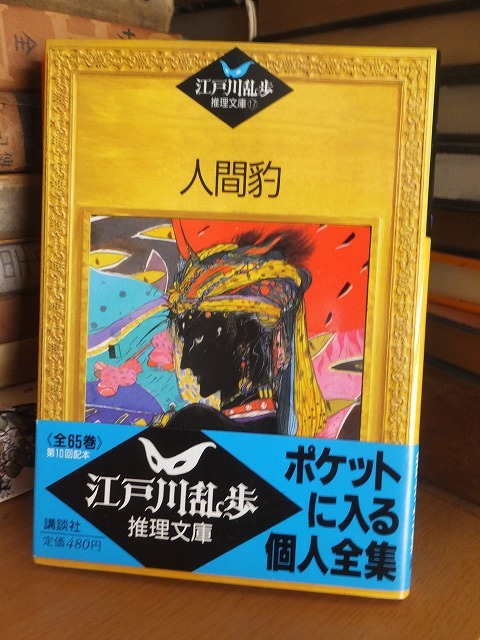 江戸川乱歩
推理文庫⑰
人間豹
《全65巻》
第10回配本
江戸川乱歩
推理文庫
講談社
定価480円
ポケット
に入る
個人全集